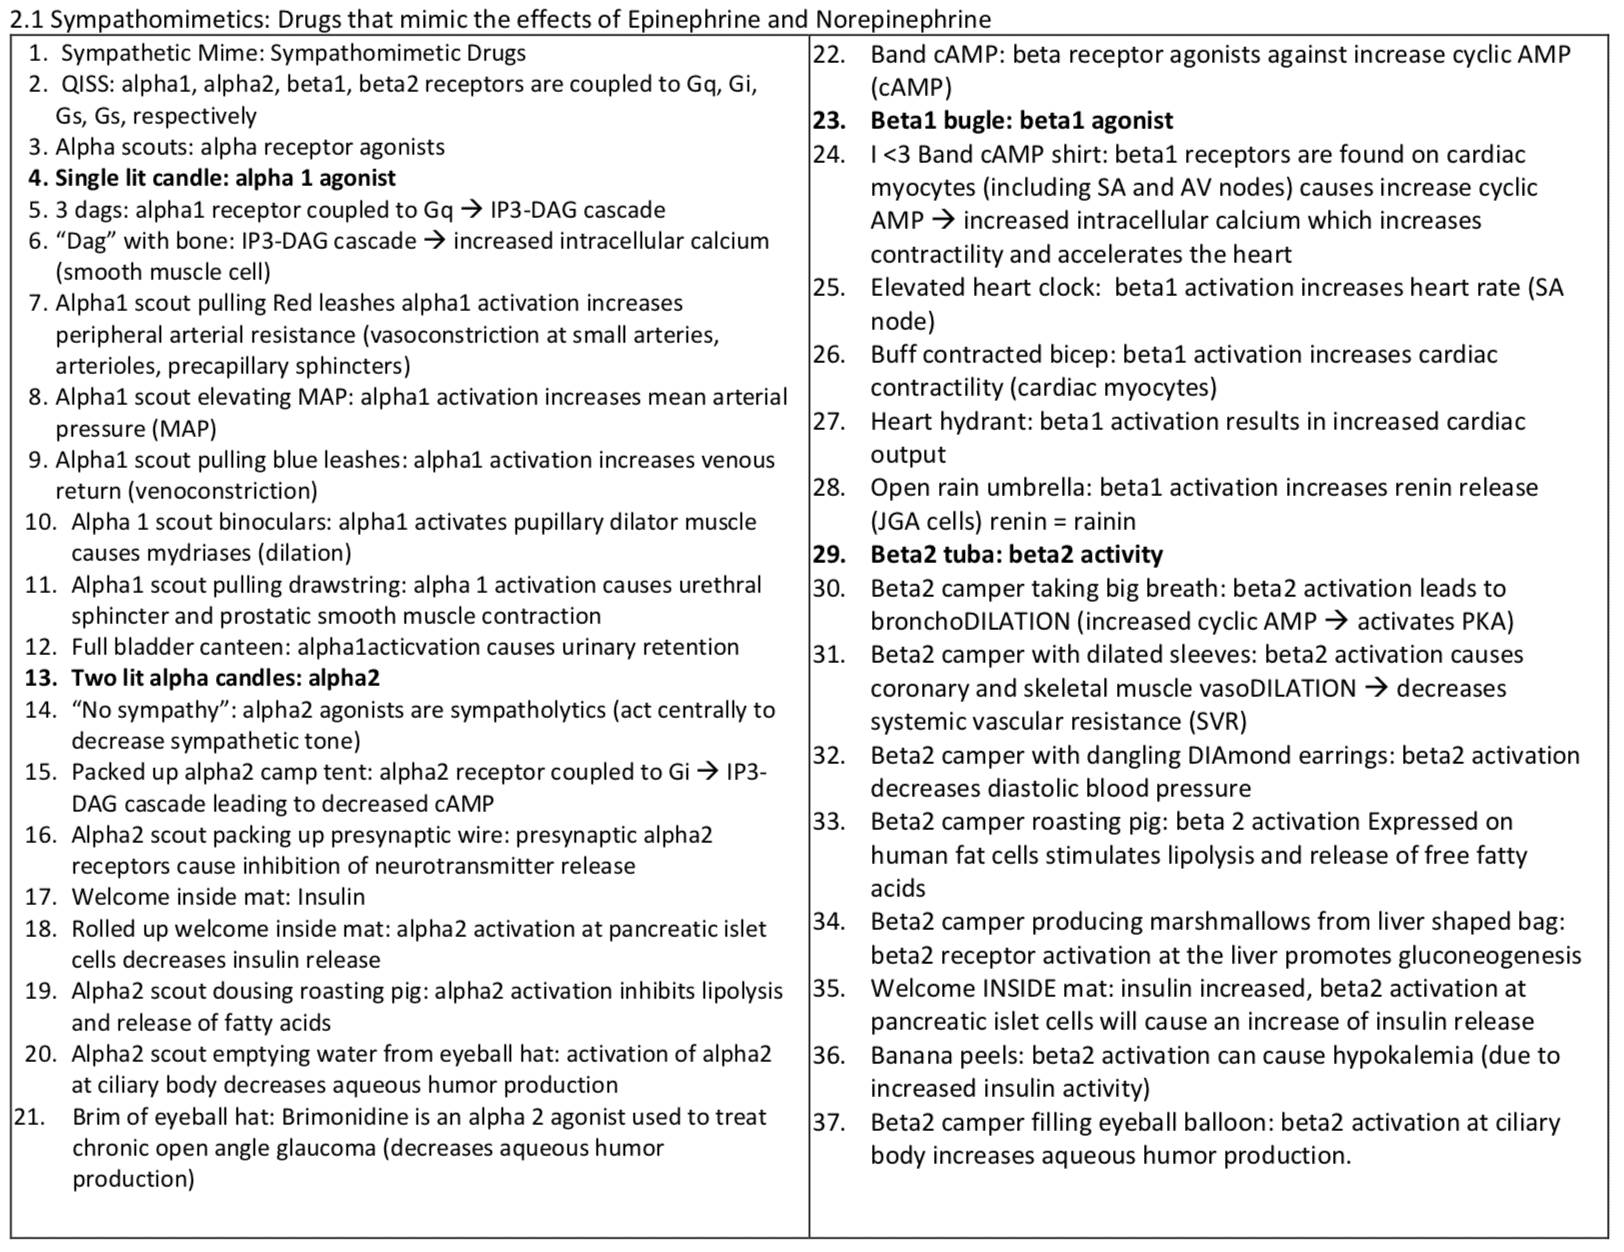 2.1 Sympathomimetics: Drugs that mimic the effects of Epinephrine and Norepinephrine
1. Sympathetic Mime: Sympathomimetic Drugs
2. QISS: alpha1, alpha2, beta1, beta2 receptors are coupled to Gq, Gi,
Gs, Gs, respectively
3. Alpha scouts: alpha receptor agonists
4. Single lit candle: alpha 1 agonist
5. 3 dags: alpha1 receptor coupled to Gq → IP3-DAG cascade
6. “Dag” with bone: IP3-DAG cascade → increased intracellular calcium
(smooth muscle cell)
7. Alpha1 scout pulling Red leashes alpha1 activation increases
peripheral arterial resistance (vasoconstriction at small arteries,
arterioles, precapillary sphincters)
8. Alpha1 scout elevating MAP: alpha1 activation increases mean arterial
pressure (MAP)
9. Alpha1 scout pulling blue leashes: alpha1 activation increases venous
return (venoconstriction)
10. Alpha 1 scout binoculars: alpha1 activates pupillary dilator muscle
causes mydriases (dilation)
11. Alpha1 scout pulling drawstring: alpha 1 activation causes urethral
sphincter and prostatic smooth muscle contraction
12. Full bladder canteen: alpha1acticvation causes urinary retention
13. Two lit alpha candles: alpha2
14. “No sympathy”: alpha2 agonists are sympatholytics (act centrally to
decrease sympathetic tone)
15. Packed up alpha2 camp tent: alpha2 receptor coupled to Gi → IP3-
DAG cascade leading to decreased cAMP
16. Alpha2 scout packing up presynaptic wire: presynaptic alpha2
receptors cause inhibition of neurotransmitter release
17. Welcome inside mat: Insulin
18. Rolled up welcome inside mat: alpha2 activation at pancreatic islet
cells decreases insulin release
19. Alpha2 scout dousing roasting pig: alpha2 activation inhibits lipolysis
and release of fatty acids
20. Alpha2 scout emptying water from eyeball hat: activation of alpha2
at ciliary body decreases aqueous humor production
21. Brim of eyeball hat: Brimonidine is an alpha 2 agonist used to treat
chronic open angle glaucoma (decreases aqueous humor
production)
22. Band cAMP: beta receptor agonists against increase cyclic AMP
(cAMP)
23. Beta1 bugle: beta1 agonist
24. I <3 Band cAMP shirt: beta1 receptors are found on cardiac
myocytes (including SA and AV nodes) causes increase cyclic
AMP → increased intracellular calcium which increases
contractility and accelerates the heart
25. Elevated heart clock: beta1 activation increases heart rate (SA
node)
26. Buff contracted bicep: beta1 activation increases cardiac
contractility (cardiac myocytes)
27. Heart hydrant: beta1 activation results in increased cardiac
output
28. Open rain umbrella: beta1 activation increases renin release
(JGA cells) renin = rainin
29. Beta2 tuba: beta2 activity
30. Beta2 camper taking big breath: beta2 activation leads to
bronchoDILATION (increased cyclic AMP → activates PKA)
31. Beta2 camper with dilated sleeves: beta2 activation causes
coronary and skeletal muscle vasoDILATION → decreases
systemic vascular resistance (SVR)
32. Beta2 camper with dangling DIAmond earrings: beta2 activation
decreases diastolic blood pressure
33. Beta2 camper roasting pig: beta 2 activation Expressed on
human fat cells stimulates lipolysis and release of free fatty
acids
34. Beta2 camper producing marshmallows from liver shaped bag:
beta2 receptor activation at the liver promotes gluconeogenesis
35. Welcome INSIDE mat: insulin increased, beta2 activation at
pancreatic islet cells will cause an increase of insulin release
36. Banana peels: beta2 activation can cause hypokalemia (due to
increased insulin activity)
37. Beta2 camper filling eyeball balloon: beta2 activation at ciliary
body increases aqueous humor production.